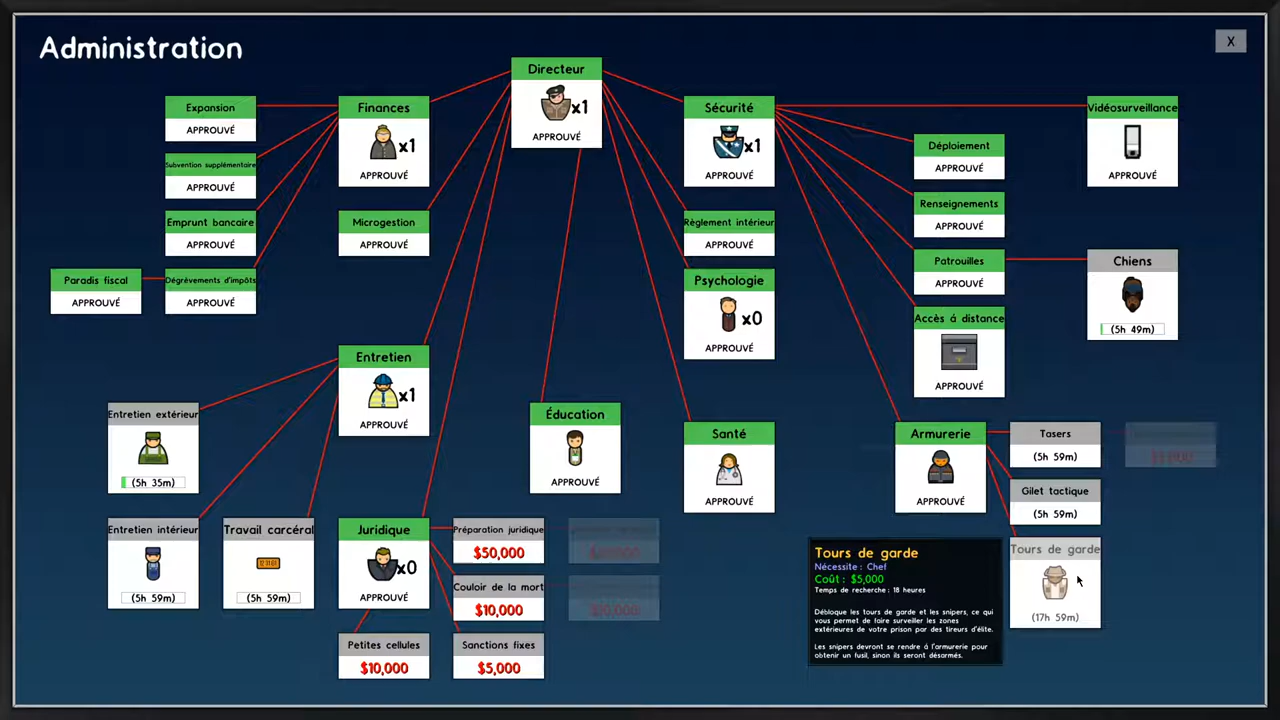 Administration
X
Directeur
x1
APPROUVÉ
Expansion
APPROUVÉ
Finances
x1
APPROUVÉ
Sécurité
x1
APPROUVÉ
Vidéosurveillance
APPROUVÉ
Subvention supplémentaire
APPROUVÉ
Déploiement
APPROUVÉ
Renseignements
APPROUVÉ
Emprunt bancaire
APPROUVÉ
Microgestion
APPROUVÉ
Règlement intérieur
APPROUVÉ
Patrouilles
APPROUVÉ
Chiens
(5h 49m)
Paradis fiscal
APPROUVÉ
Dégrèvements d'impôts
APPROUVÉ
Psychologie
x0
APPROUVÉ
Accès á distance
APPROUVÉ
Entretien
x1
APPROUVÉ
Entretien extérieur
(5h 35m)
Éducation
APPROUVÉ
Santé
APPROUVÉ
Armurerie
APPROUVÉ
Tasers
(5h 59m)
Gilet tactique
(5h 59m)
Entretien intérieur
(5h 59m)
Travail carcéral
(5h 59m)
Juridique
x0
APPROUVÉ
Préparation juridique
$50,000
Couloir de la mort
$10,000
Petites cellules
$10,000
Sanctions fixes
$5,000
Tours de garde
Nécessite : Chef
Coût : $5,000
Temps de recherche : 18 heures
Débloque les tours de garde et les snipers, ce qui
vous permet de faire surveiller les zones
extérieures de votre prison par des tireurs d'élite.
Les snipers devront se rendre à l'armurerie pour
obtenir un fusil, sinon ils seront désarmés.
Tours de garde
(17h 59m)